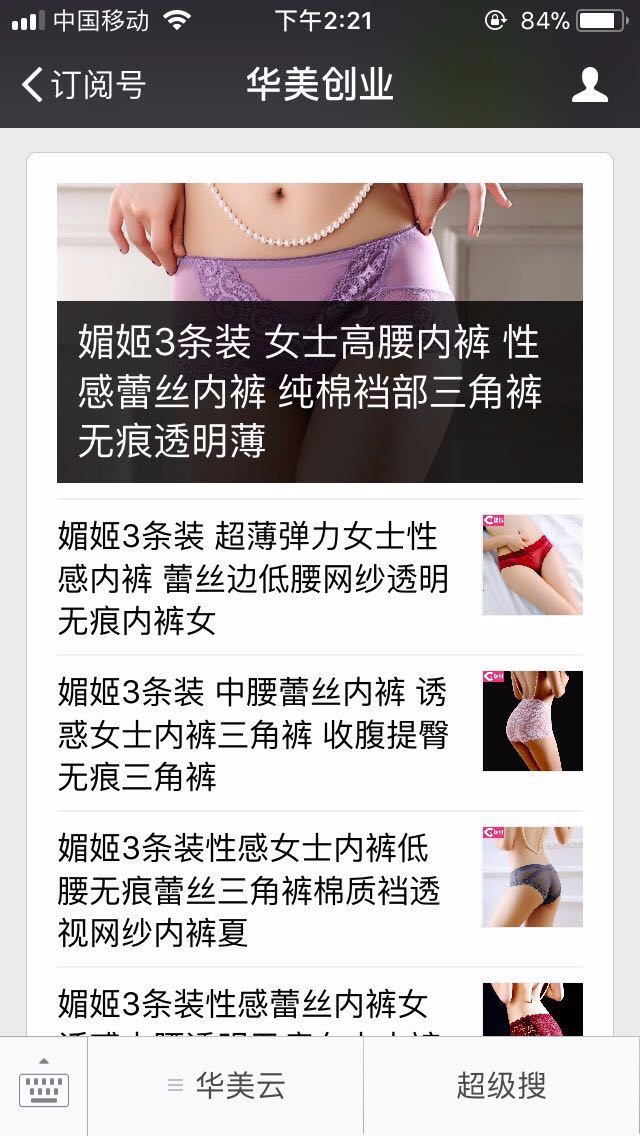 中国移动
下午2:21
84%
订阅号
华美创业
媚姬3条装 女士高腰内裤 性
感蕾丝内裤 纯棉裆部三角裤
无痕透明薄
媚姬3条装 超薄弹力女士性
感内裤 蕾丝边低腰网纱透明
无痕内裤女
媚姬3条装 中腰蕾丝内裤 诱
惑女士内裤三角裤 收腹提臀
无痕三角裤
媚姬3条装性感女士内裤低
腰无痕蕾丝三角裤棉质裆透
视网纱内裤夏
媚姬3条装性感蕾丝内裤女
华美云
超级搜